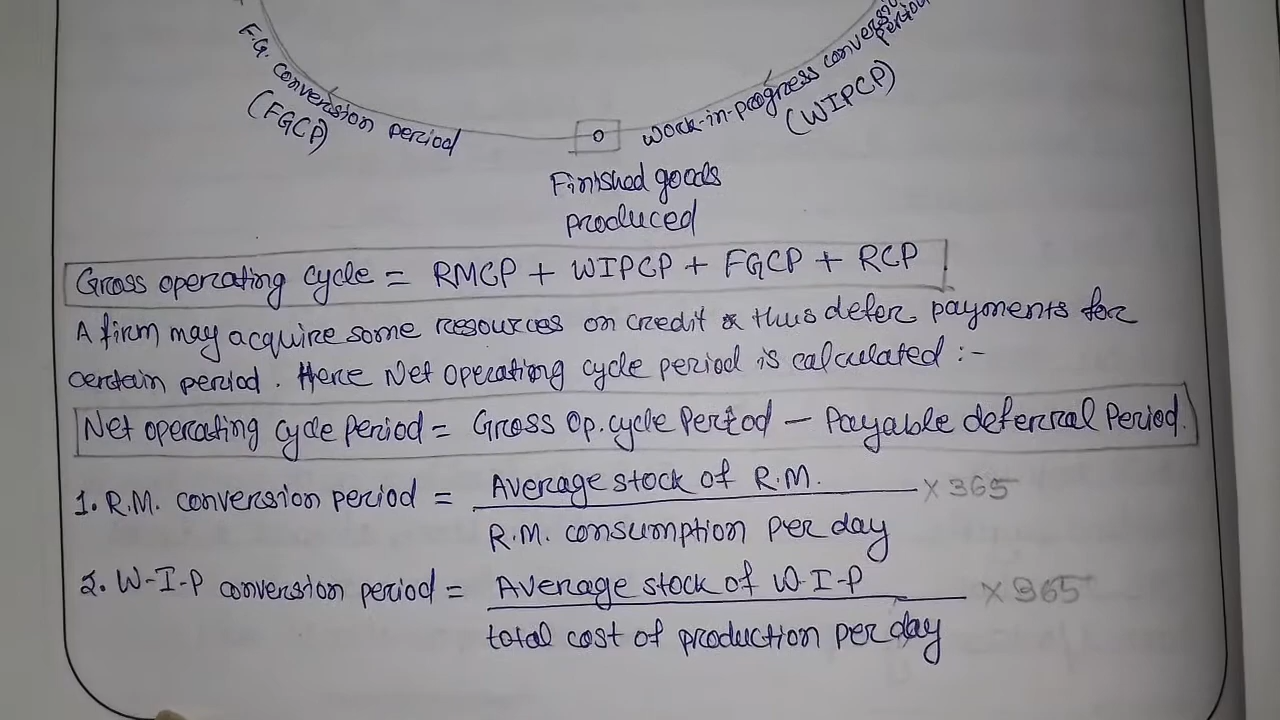 F.G. conversion period
(FGCP)
work-in-progress conversion
period
(WIPCP)
Finished goods
produced
Gross operating cycle = RMCP + WIPCP + FGCP + RCP
A firm may acquire some resources on credit & thus defer payments for
certain period. Here Net operating cycle period is calculated :-
Net operating cycle period = Gross Op. cycle Period - Payable deferral Period.
1. R.M. conversion period = Average stock of R.M. × 365
R.M. consumption per day
2. W-I-P conversion period = Average stock of W-I-P × 365
total cost of production per day